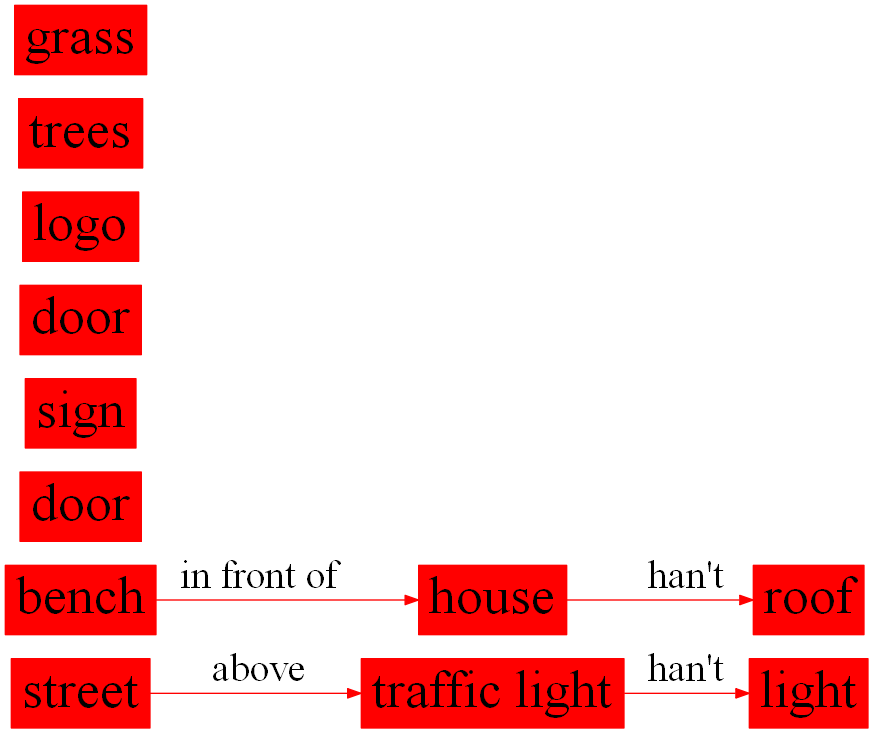 grass
trees
logo
door
sign
door
bench in front of house han't roof
street above traffic light han't light